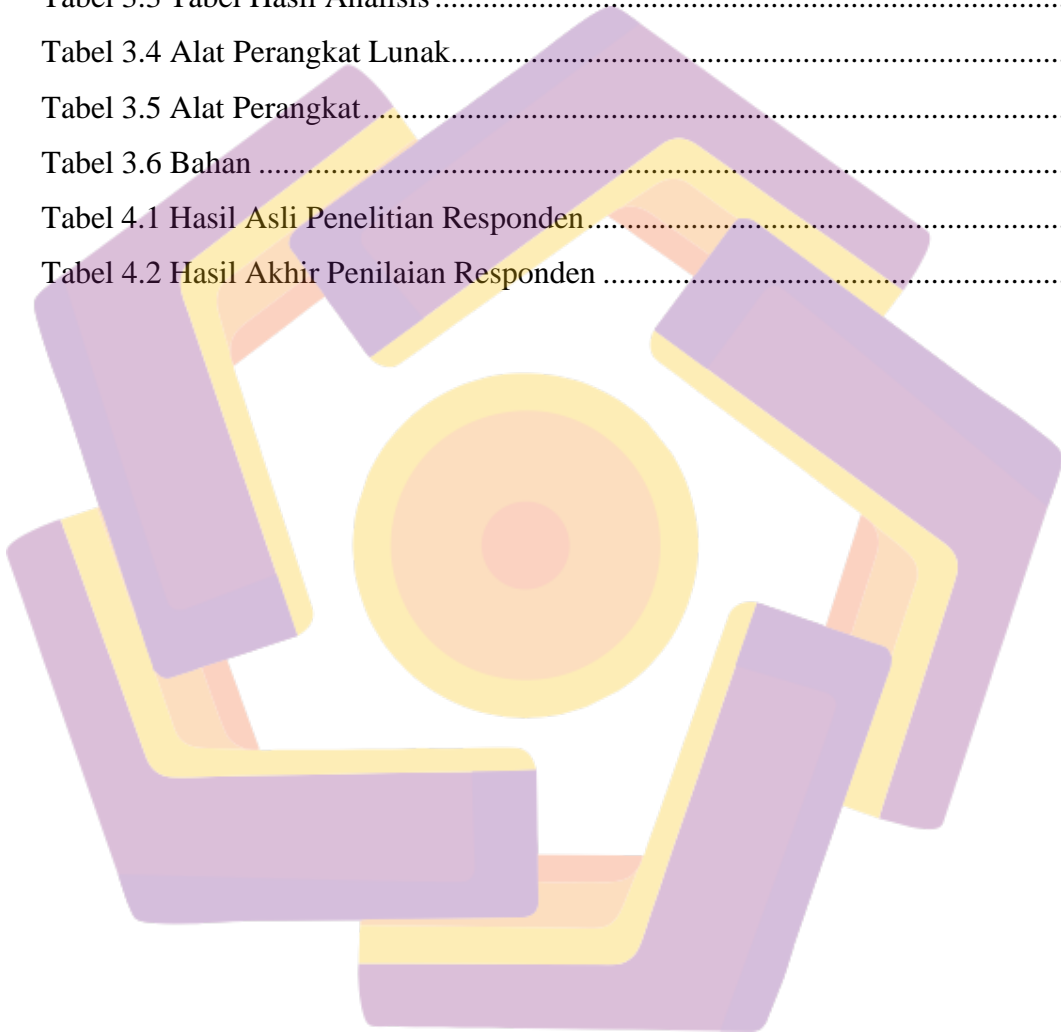 Tabel 3.3 Tabel Hasil Analisis ..........................................................................
Tabel 3.4 Alat Perangkat Lunak.........................................................................
Tabel 3.5 Alat Perangkat ....................................................................................
Tabel 3.6 Bahan .................................................................................................
Tabel 4.1 Hasil Asli Penelitian Responden..........................................................
Tabel 4.2 Hasil Akhir Penilaian Responden ........................................................